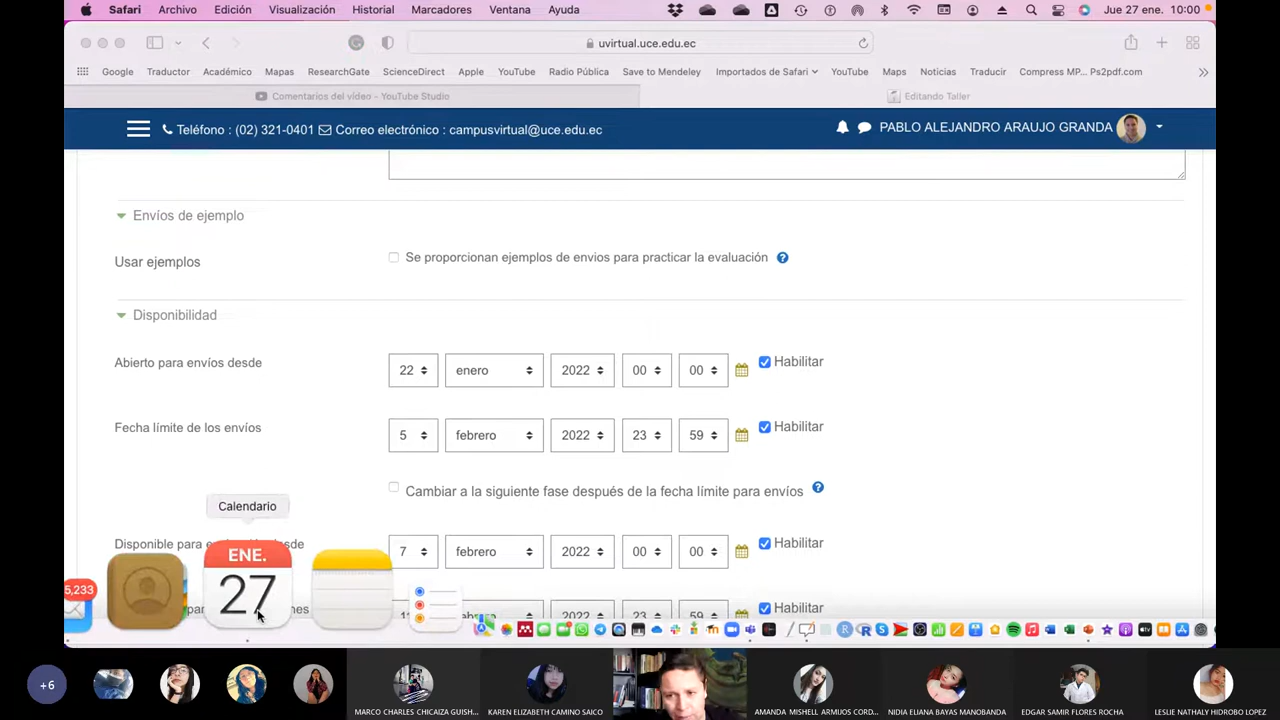 Safari Archivo Edición Visualización Historial Marcadores Ventana Ayuda Jue 27 ene. 10:00
uvirtual.uce.edu.ec
Google Traductor Académico Mapas ResearchGate ScienceDirect Apple YouTube Radio Pública Save to Mendeley Importados de Safari YouTube Maps Noticias Traducir Compress MP... Ps2pdf.com
Comentarios del vídeo - YouTube Studio Editando Taller
Teléfono : (02) 321-0401 Correo electrónico : campusvirtual@uce.edu.ec PABLO ALEJANDRO ARAUJO GRANDA
Envíos de ejemplo
Usar ejemplos Se proporcionan ejemplos de envios para practicar la evaluación
Disponibilidad
Abierto para envíos desde 22 enero 2022 00 00 Habilitar
Fecha límite de los envíos 5 febrero 2022 23 59 Habilitar
Cambiar a la siguiente fase después de la fecha límite para envíos
Calendario
Disponible para desde 7 febrero 2022 00 00 Habilitar
2022 23 59 Habilitar
5,233
ENE.
27
+6 MARCO CHARLES CHICAIZA GUISH... KAREN ELIZABETH CAMINO SAICO AMANDA MISHELL ARMIJOS CORD... NIDIA ELIANA BAYAS MANOBANDA EDGAR SAMIR FLORES ROCHA LESLIE NATHALY HIDROBO LOPEZ